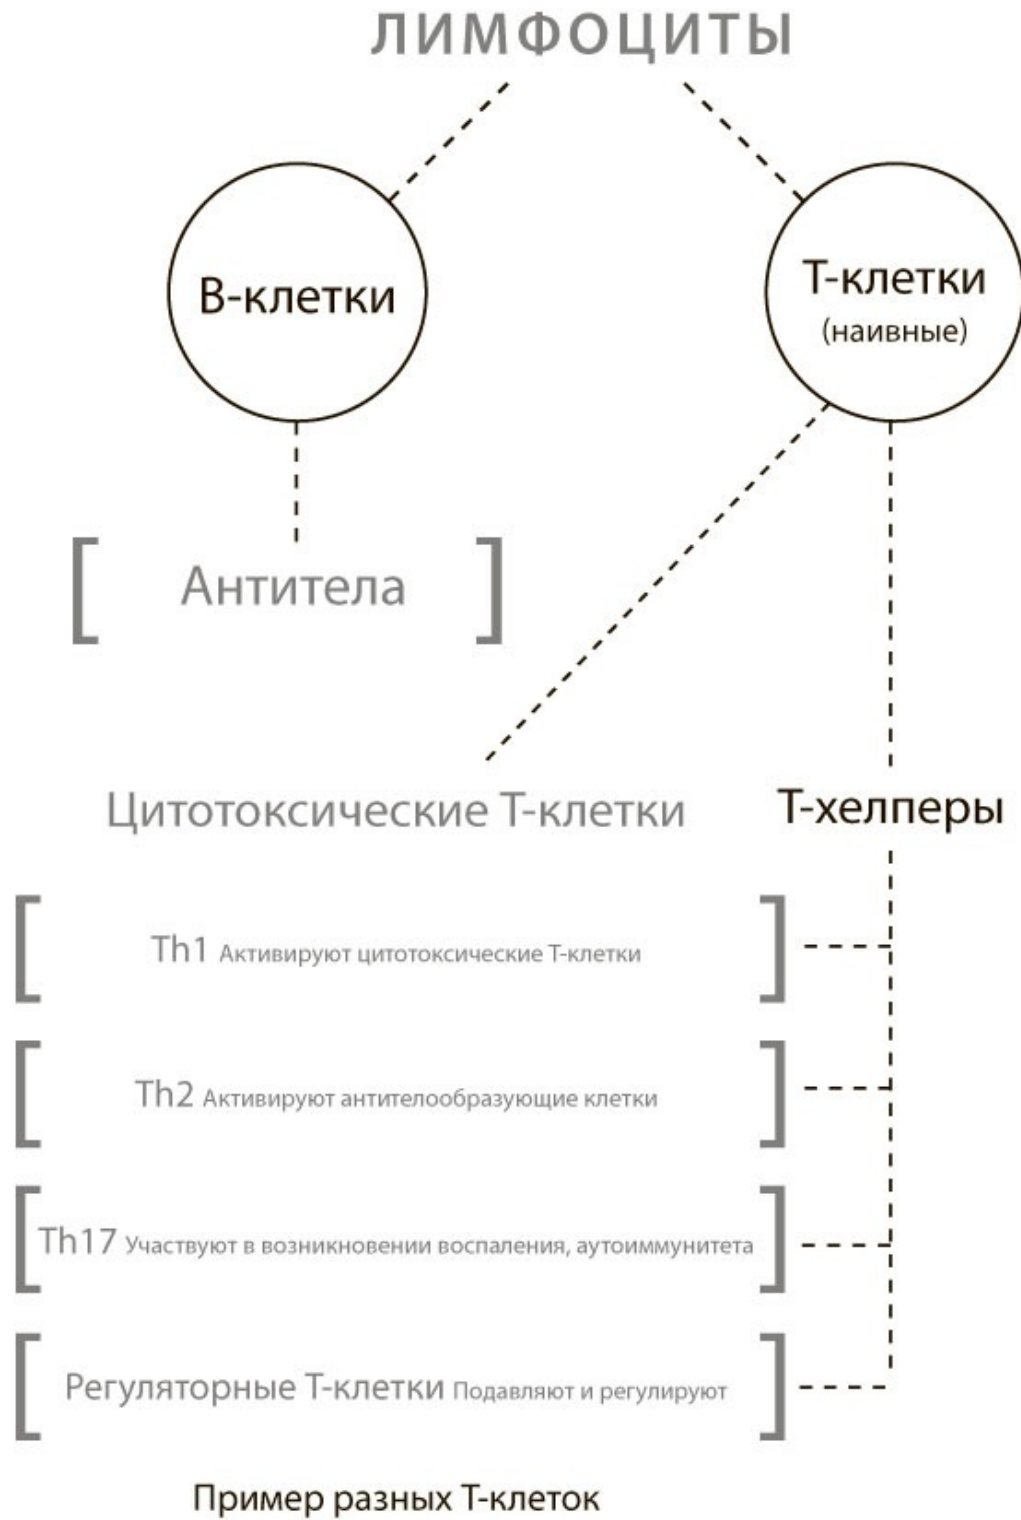 ЛИМФОЦИТЫ
В-клетки
Т-клетки
(наивные)
[ Антитела ]
Цитотоксические Т-клетки
Т-хелперы
[ Th1 Активируют цитотоксические Т-клетки ]
[ Th2 Активируют антителообразующие клетки ]
[ Th17 Участвуют в возникновении воспаления, аутоиммунитета ]
[ Регуляторные Т-клетки Подавляют и регулируют ]
Пример разных Т-клеток